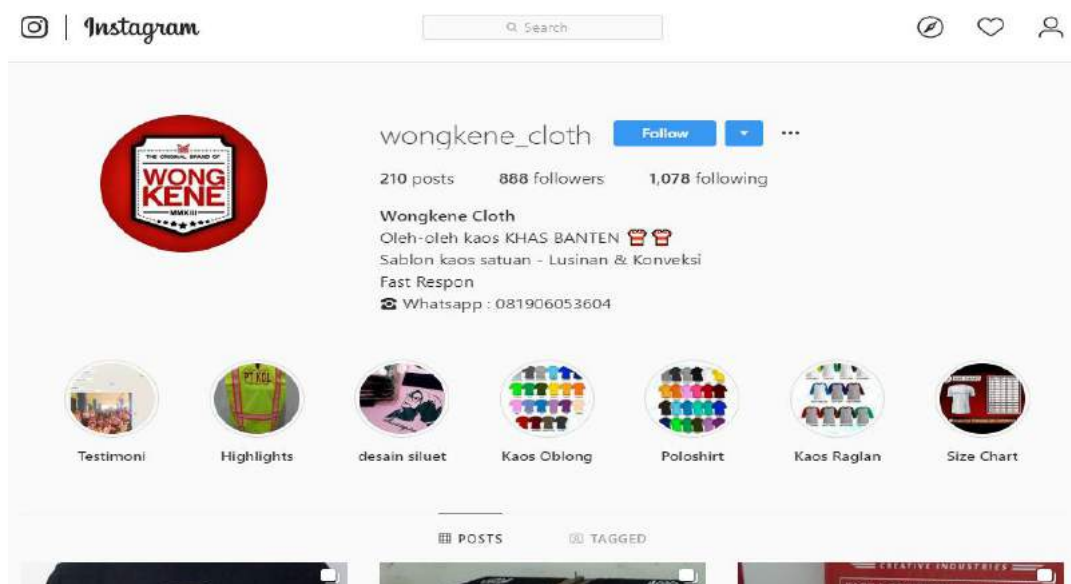 Instagram
Search
THE ORIGINAL BRAND OF
WONG
KENE
MMXIII
wongkene_cloth Follow
210 posts 888 followers 1,078 following
Wongkene Cloth
Oleh-oleh kaos KHAS BANTEN
Sablon kaos satuan - Lusinan & Konveksi
Fast Respon
Whatsapp : 081906053604
PT KDL
Testimoni Highlights desain siluet Kaos Oblong Poloshirt Kaos Raglan Size Chart
POSTS TAGGED
CREATIVE INDUSTRIES